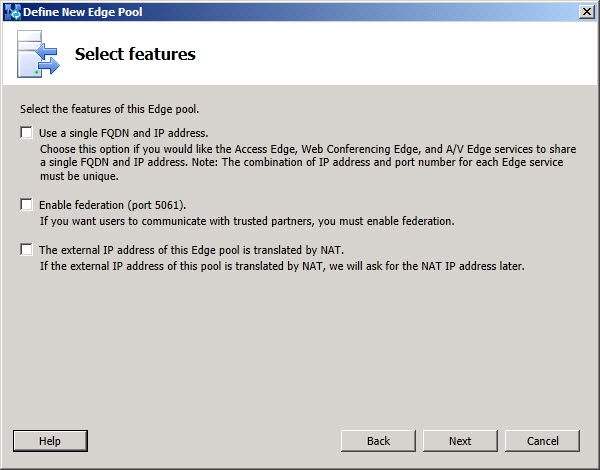 Define New Edge Pool
Select features
Select the features of this Edge pool.
Use a single FQDN and IP address.
Choose this option if you would like the Access Edge, Web Conferencing Edge, and A/V Edge services to share
a single FQDN and IP address. Note: The combination of IP address and port number for each Edge service
must be unique.
Enable federation (port 5061).
If you want users to communicate with trusted partners, you must enable federation.
The external IP address of this Edge pool is translated by NAT.
If the external IP address of this pool is translated by NAT, we will ask for the NAT IP address later.
Help
Back
Next
Cancel